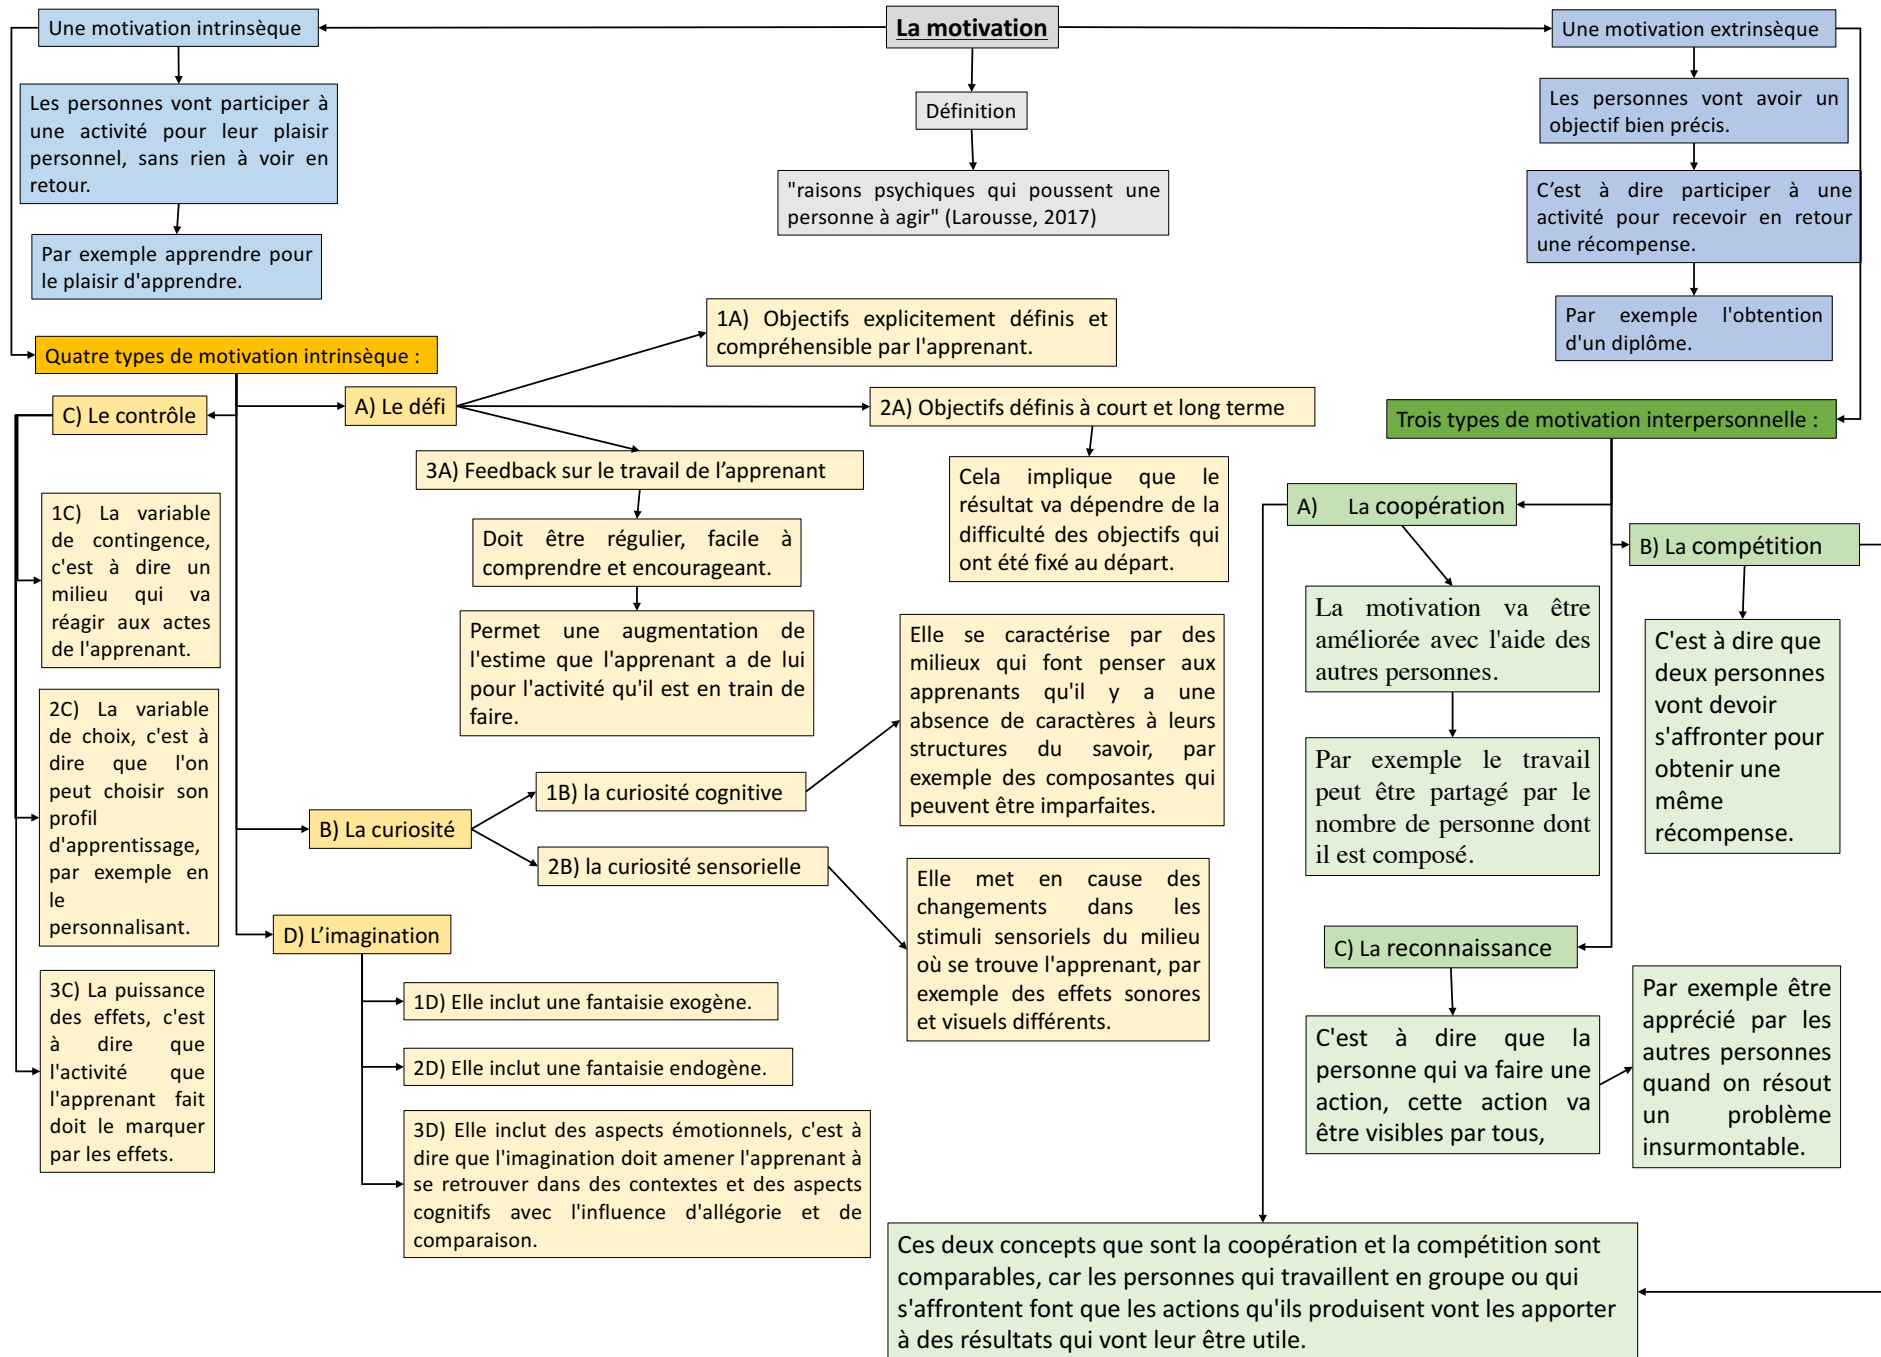 La motivation
Définition
"raisons psychiques qui poussent une
personne à agir" (Larousse, 2017)
Une motivation intrinsèque
Les personnes vont participer à
une activité pour leur plaisir
personnel, sans rien à voir en
retour.
Par exemple apprendre pour
le plaisir d'apprendre.
Quatre types de motivation intrinsèque :
A) Le défi
1A) Objectifs explicitement définis et
compréhensible par l'apprenant.
2A) Objectifs définis à court et long terme
Cela implique que le
résultat va dépendre de la
difficulté des objectifs qui
ont été fixé au départ.
3A) Feedback sur le travail de l’apprenant
Doit être régulier, facile à
comprendre et encourageant.
Permet une augmentation de
l'estime que l'apprenant a de lui
pour l'activité qu'il est en train de
faire.
B) La curiosité
1B) la curiosité cognitive
Elle se caractérise par des
milieux qui font penser aux
apprenants qu'il y a une
absence de caractères à leurs
structures du savoir, par
exemple des composantes qui
peuvent être imparfaites.
2B) la curiosité sensorielle
Elle met en cause des
changements dans les
stimuli sensoriels du milieu
où se trouve l'apprenant, par
exemple des effets sonores
et visuels différents.
C) Le contrôle
1C) La variable
de contingence,
c'est à dire un
milieu qui va
réagir aux actes
de l'apprenant.
2C) La variable
de choix, c'est à
dire que l'on
peut choisir son
profil
d'apprentissage,
par exemple en
le
personnalisant.
3C) La puissance
des effets, c'est
à dire que
l'activité que
l'apprenant fait
doit le marquer
par les effets.
D) L’imagination
1D) Elle inclut une fantaisie exogène.
2D) Elle inclut une fantaisie endogène.
3D) Elle inclut des aspects émotionnels, c'est à
dire que l'imagination doit amener l'apprenant à
se retrouver dans des contextes et des aspects
cognitifs avec l'influence d'allégorie et de
comparaison.
Une motivation extrinsèque
Les personnes vont avoir un
objectif bien précis.
C’est à dire participer à une
activité pour recevoir en retour
une récompense.
Par exemple l'obtention
d'un diplôme.
Trois types de motivation interpersonnelle :
A) La coopération
La motivation va être
améliorée avec l'aide des
autres personnes.
Par exemple le travail
peut être partagé par le
nombre de personne dont
il est composé.
B) La compétition
C'est à dire que
deux personnes
vont devoir
s'affronter pour
obtenir une
même
récompense.
C) La reconnaissance
C'est à dire que la
personne qui va faire une
action, cette action va
être visibles par tous,
Par exemple être
apprécié par les
autres personnes
quand on résout
un problème
insurmontable.
Ces deux concepts que sont la coopération et la compétition sont
comparables, car les personnes qui travaillent en groupe ou qui
s'affrontent font que les actions qu'ils produisent vont les apporter
à des résultats qui vont leur être utile.